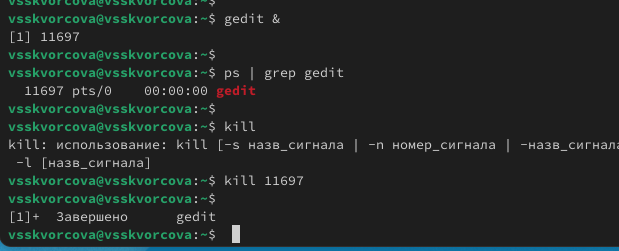 vsskvorcova@vsskvorcova:~$
vsskvorcova@vsskvorcova:~$ gedit &
[1] 11697
vsskvorcova@vsskvorcova:~$
vsskvorcova@vsskvorcova:~$ ps | grep gedit
11697 pts/0    00:00:00 gedit
vsskvorcova@vsskvorcova:~$
vsskvorcova@vsskvorcova:~$ kill
kill: использование: kill [-s назв_сигнала | -n номер_сигнала | -назв_сигнала
-l [назв_сигнала]
vsskvorcova@vsskvorcova:~$ kill 11697
vsskvorcova@vsskvorcova:~$
[1]+  Завершено      gedit
vsskvorcova@vsskvorcova:~$